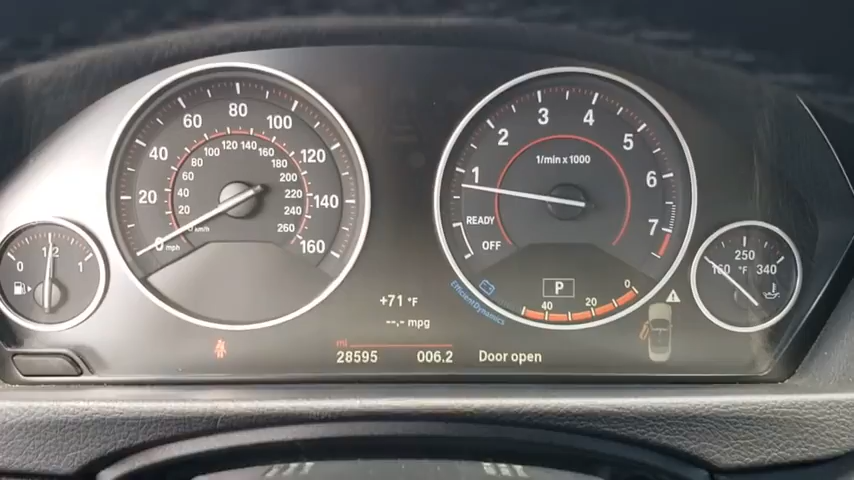 0 20 40 60 80 100 120 140 160
mph
20 40 60 80 100 120 140 160 180 200 220 240 260
km/h
0 1/2 1
1 2 3 4 5 6 7
1/min x 1000
READY
OFF
P
EfficientDynamics
40 20 0
160 250 340
°F
+71 °F
--.- mpg
mi
28595 006.2 Door open